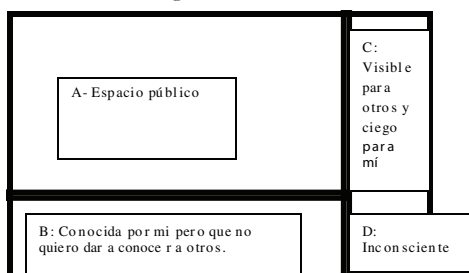 A- Espacio público
C:
Visible
para
otros y
ciego
para
mí
B: Conocida por mi pero que no
quiero dar a conocer a otros.
D:
Inconsciente